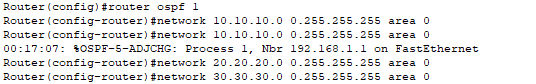 Router(config)#router ospf 1
Router(config-router)#network 10.10.10.0 0.255.255.255 area 0
Router(config-router)#network 10.10.10.0 0.255.255.255 area 0
00:17:07: %OSPF-5-ADJCHG: Process 1, Nbr 192.168.1.1 on FastEthernet
Router(config-router)#network 20.20.20.0 0.255.255.255 area 0
Router(config-router)#network 30.30.30.0 0.255.255.255 area 0